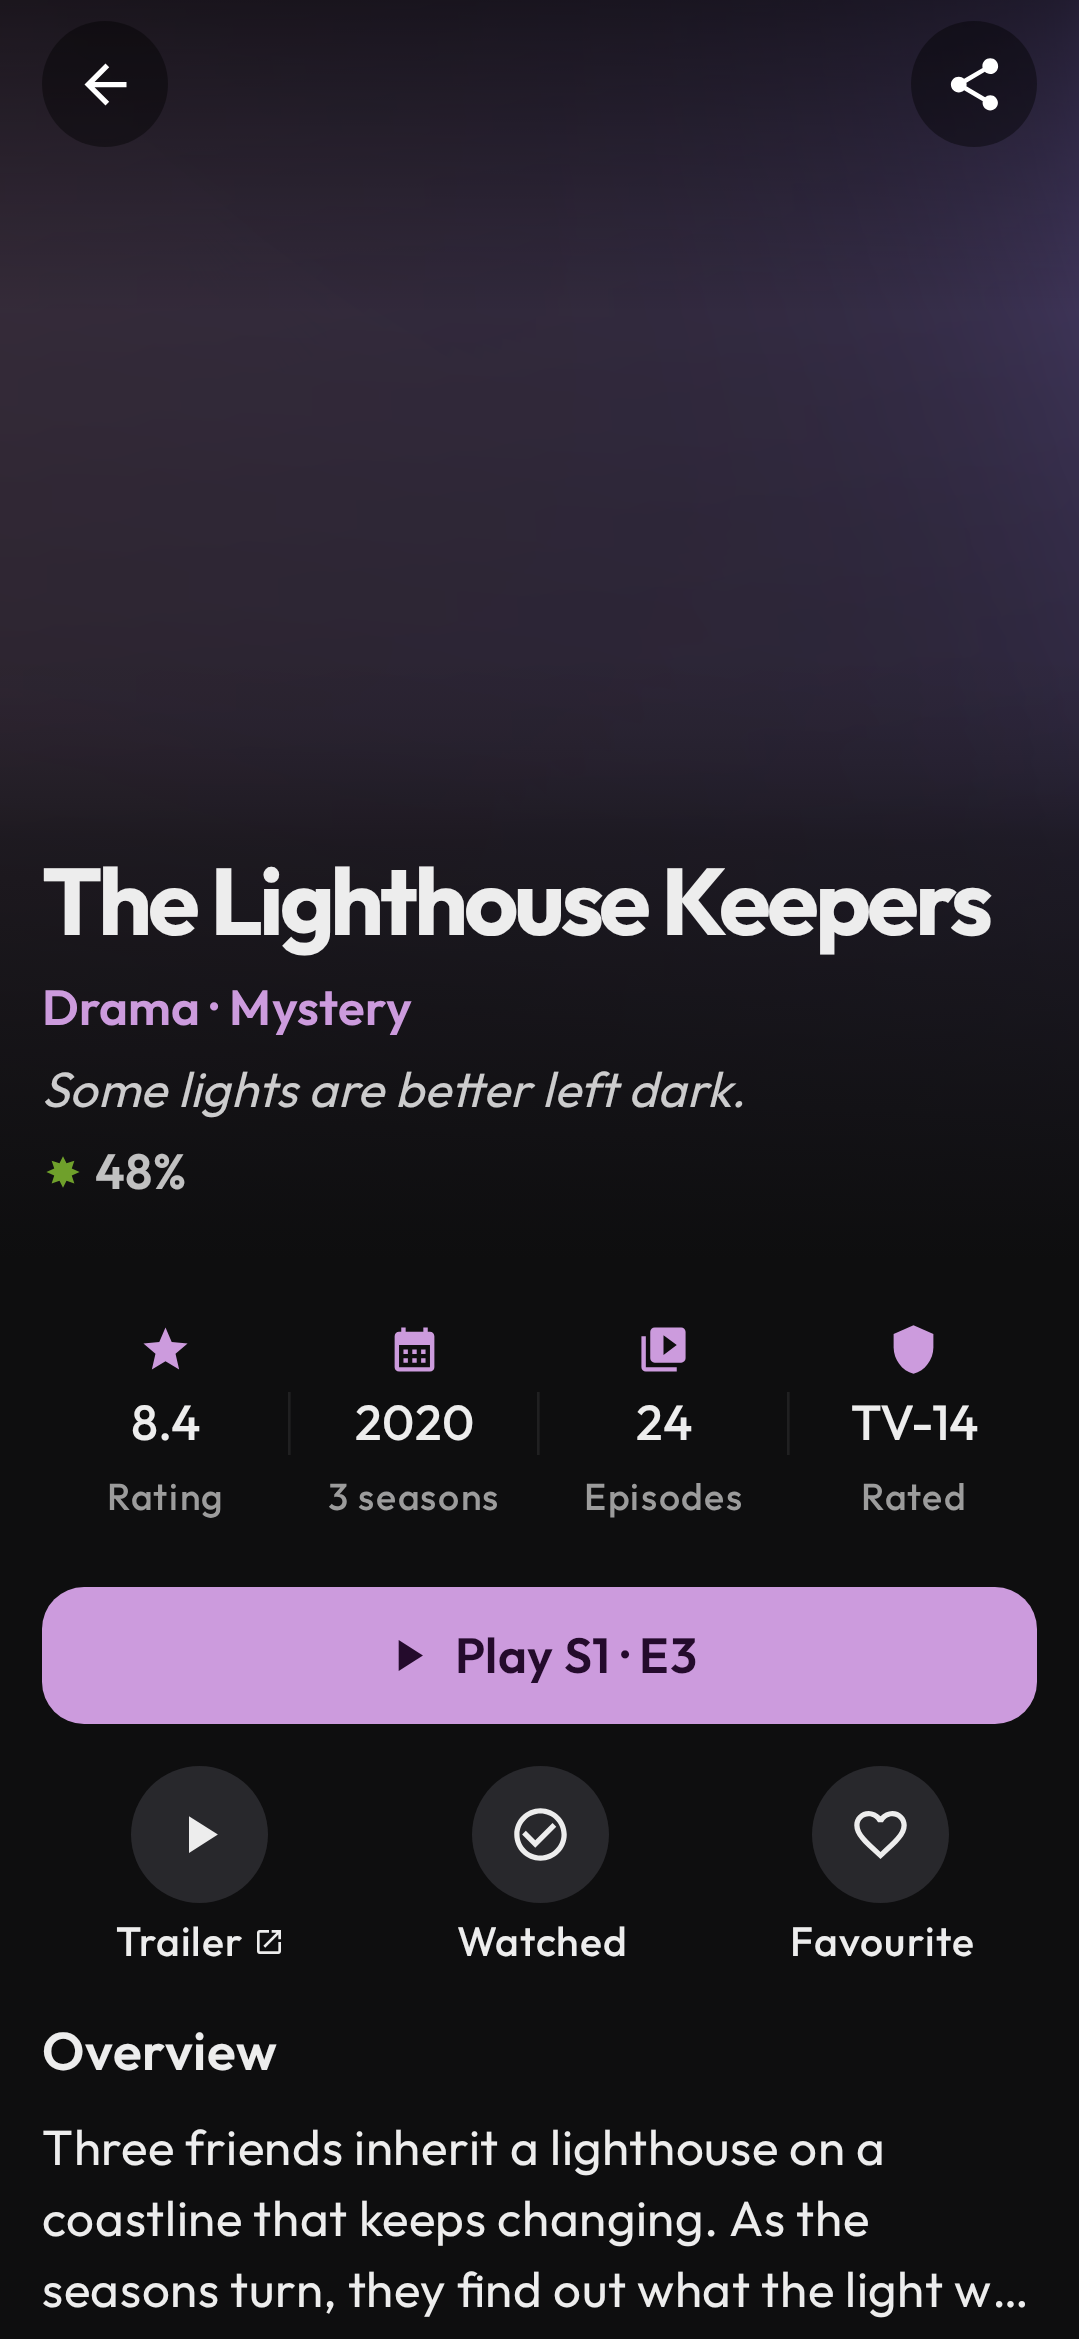 The Lighthouse Keepers
Drama · Mystery
Some lights are better left dark.
48%
8.4
2020
24
TV-14
Rating
3 seasons
Episodes
Rated
Play S1 · E3
Trailer
Watched
Favourite
Overview
Three friends inherit a lighthouse on a
coastline that keeps changing. As the
seasons turn, they find out what the light w…